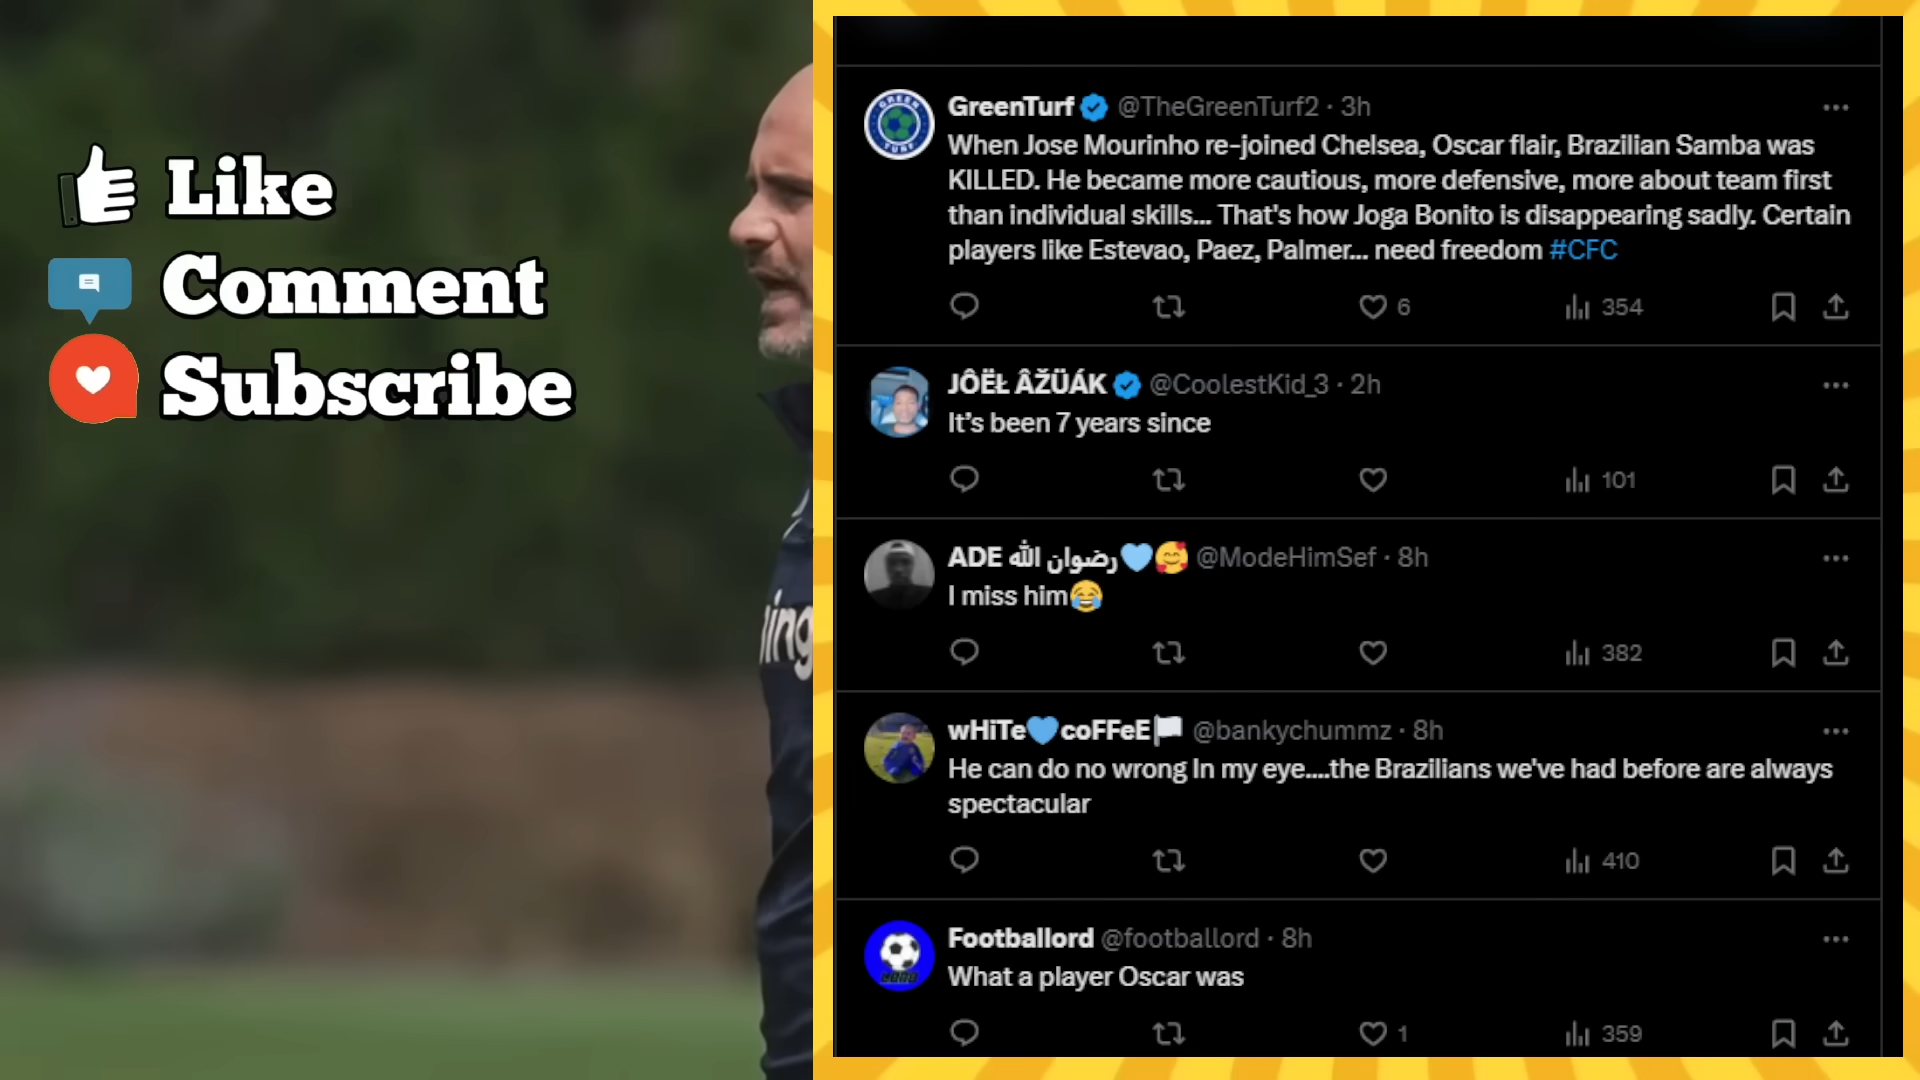 Like
Comment
Subscribe
ing
GreenTurf @TheGreenTurf2 · 3h
When Jose Mourinho re-joined Chelsea, Oscar flair, Brazilian Samba was
KILLED. He became more cautious, more defensive, more about team first
than individual skills... That's how Joga Bonito is disappearing sadly. Certain
players like Estevao, Paez, Palmer... need freedom #CFC
6 354
JÔËŁ ÂŽÜÁK @CoolestKid_3 · 2h
It’s been 7 years since
101
ADE رضوان الله💙🥰 @ModeHimSef · 8h
I miss him😂
382
wHiTe💙coFFeE🏳 @bankychummz · 8h
He can do no wrong In my eye....the Brazilians we've had before are always
spectacular
410
Footballord @footballord · 8h
What a player Oscar was
1 359